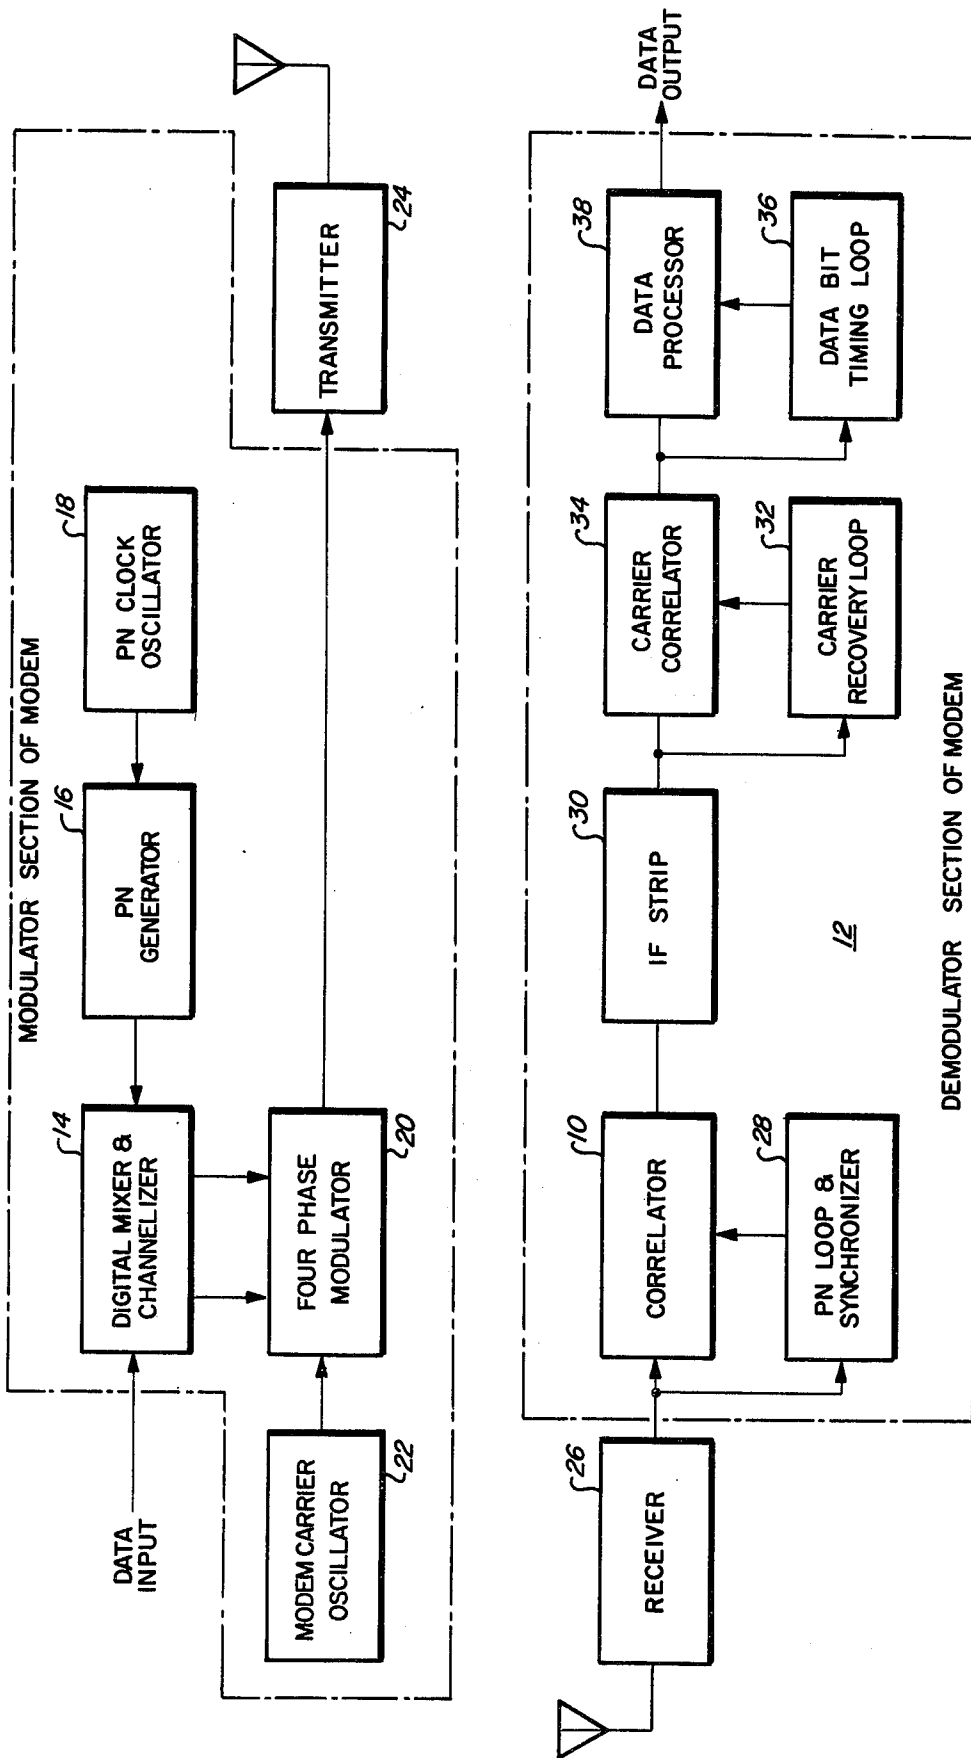 MODULATOR SECTION OF MODEM
DATA
INPUT
14
DIGITAL MIXER &
CHANNELIZER
16
PN
GENERATOR
18
PN CLOCK
OSCILLATOR
MODEM CARRIER
OSCILLATOR
22
FOUR PHASE
MODULATOR
20
TRANSMITTER
24
26
RECEIVER
10
CORRELATOR
30
IF STRIP
34
CARRIER
CORRELATOR
38
DATA
PROCESSOR
DATA
OUTPUT
28
PN LOOP &
SYNCHRONIZER
12
32
CARRIER
RECOVERY LOOP
36
DATA BIT
TIMING LOOP
DEMODULATOR SECTION OF MODEM